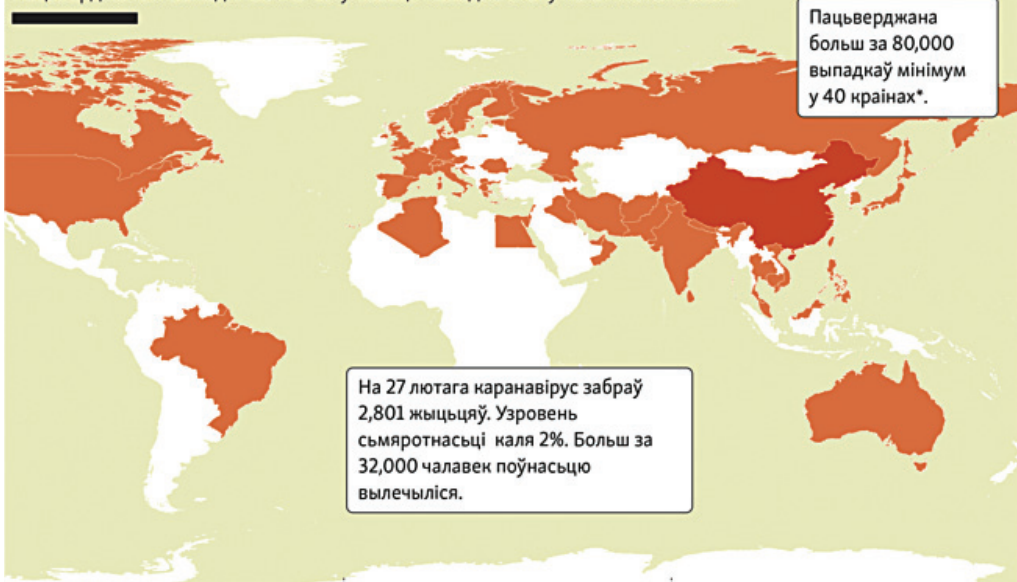 Пацьверджана
больш за 80,000
выпадкаў мінімум
у 40 краінах*.
На 27 лютага каранавірус забраў
2,801 жыцьцяў. Узровень
сьмяротнасьці каля 2%. Больш за
32,000 чалавек поўнасьцю
вылечыліся.